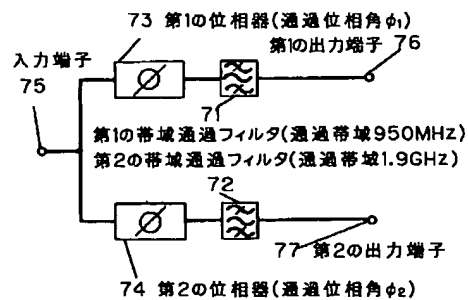 73 第1の位相器(通過位相角φ₁)
第1の出力端子 76
入力端子
75
71
第1の帯域通過フィルタ(通過帯域950MHz)
第2の帯域通過フィルタ(通過帯域1.9GHz)
72
77 第2の出力端子
74 第2の位相器(通過位相角φ₂)